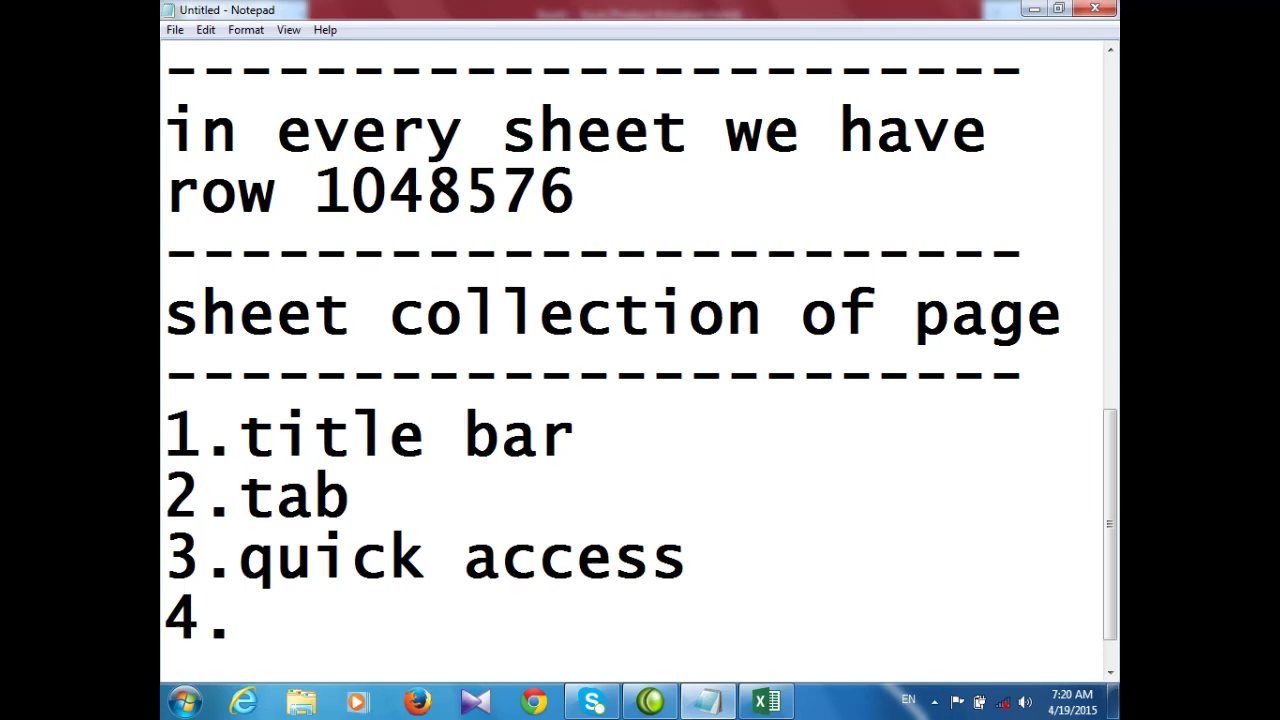 Untitled - Notepad
File Edit Format View Help
-----------------------
in every sheet we have
row 1048576
-----------------------
sheet collection of page
-----------------------
1.title bar
2.tab
3.quick access
4.
EN
7:20 AM
4/19/2015